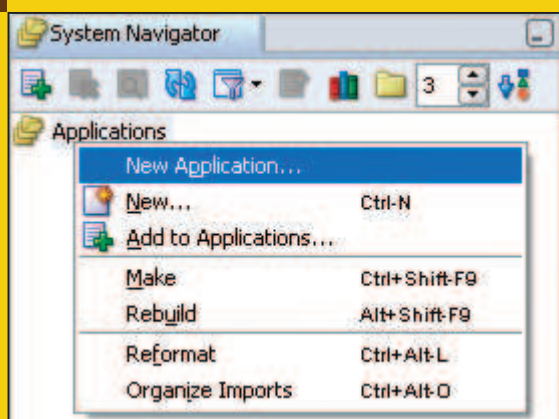 System Navigator
3
Applications
New Application...
New... Ctrl-N
Add to Applications...
Make Ctrl+Shift-F9
Rebuild Alt+Shift-F9
Reformat Ctrl+Alt-L
Organize Imports Ctrl+Alt-O